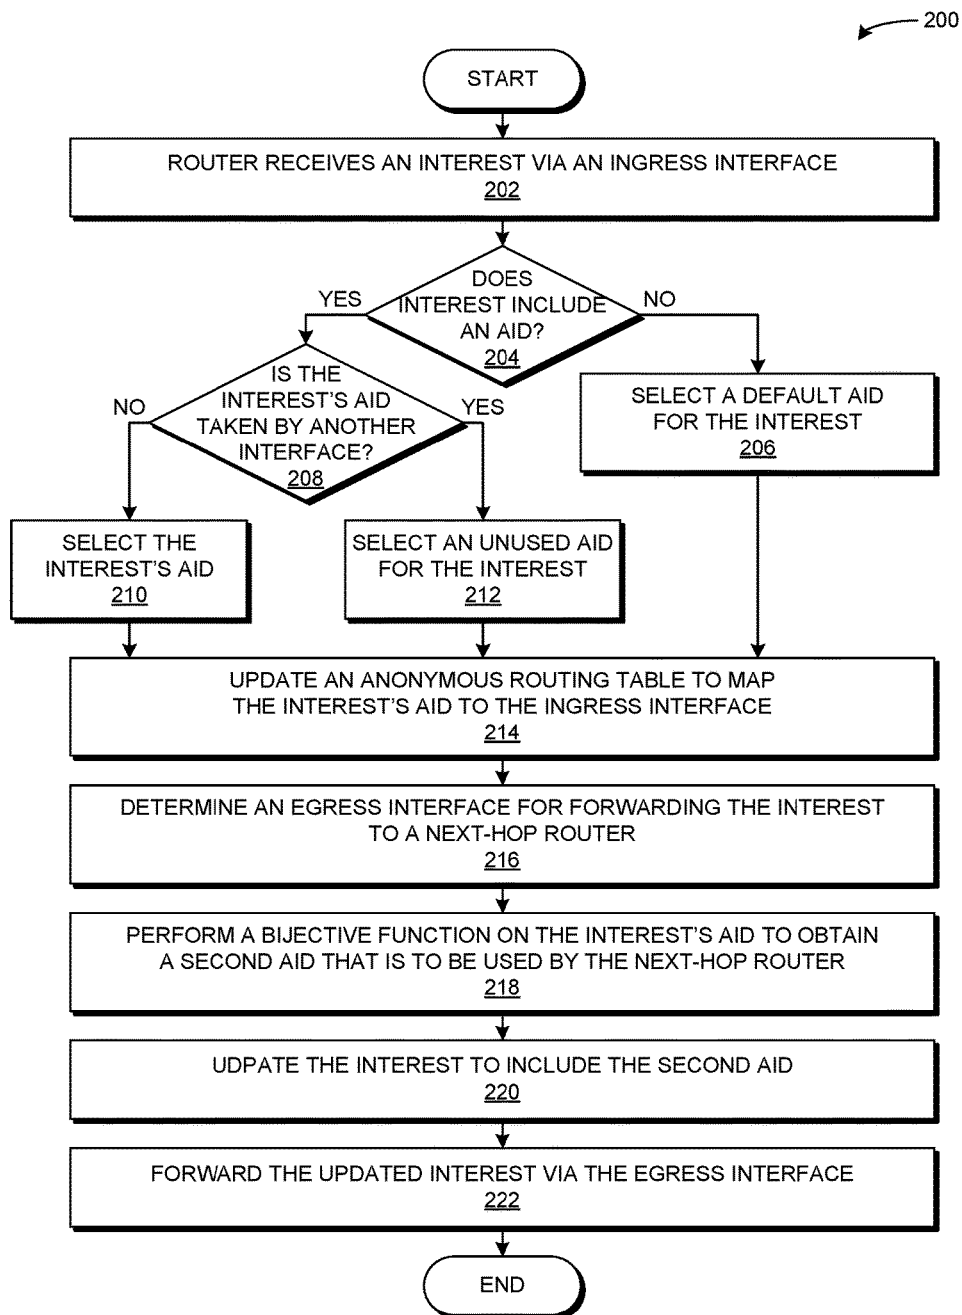 200
START
ROUTER RECEIVES AN INTEREST VIA AN INGRESS INTERFACE
202
DOES
INTEREST INCLUDE
AN AID?
204
YES
NO
IS THE
INTEREST'S AID
TAKEN BY ANOTHER
INTERFACE?
208
NO
YES
SELECT A DEFAULT AID
FOR THE INTEREST
206
SELECT THE
INTEREST'S AID
210
SELECT AN UNUSED AID
FOR THE INTEREST
212
UPDATE AN ANONYMOUS ROUTING TABLE TO MAP
THE INTEREST'S AID TO THE INGRESS INTERFACE
214
DETERMINE AN EGRESS INTERFACE FOR FORWARDING THE INTEREST
TO A NEXT-HOP ROUTER
216
PERFORM A BIJECTIVE FUNCTION ON THE INTEREST'S AID TO OBTAIN
A SECOND AID THAT IS TO BE USED BY THE NEXT-HOP ROUTER
218
UDPATE THE INTEREST TO INCLUDE THE SECOND AID
220
FORWARD THE UPDATED INTEREST VIA THE EGRESS INTERFACE
222
END